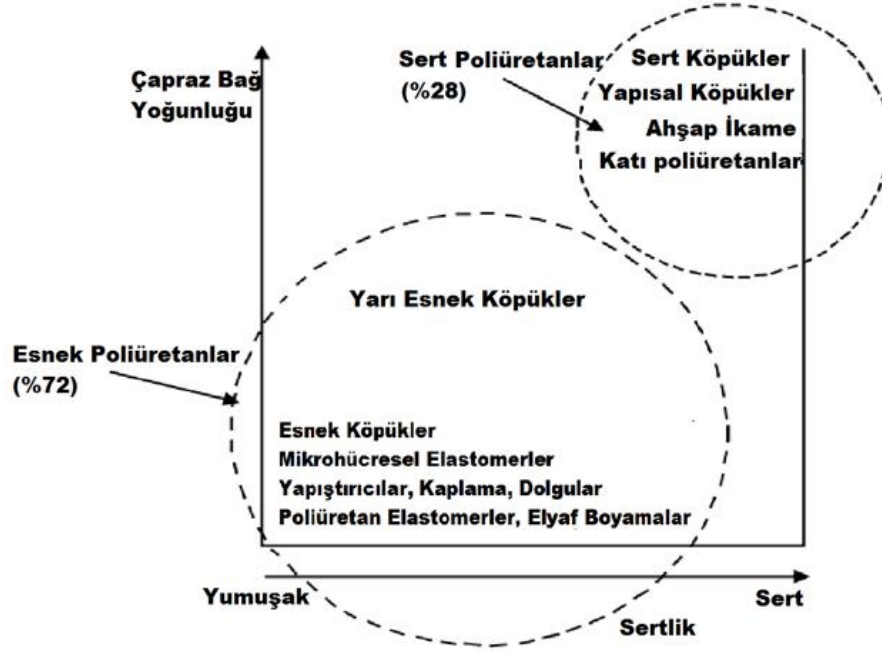 Çapraz Bağ
Yoğunluğu
Sert Poliüretanlar
(%28)
Sert Köpükler
Yapısal Köpükler
Ahşap İkame
Katı poliüretanlar
Yarı Esnek Köpükler
Esnek Poliüretanlar
(%72)
Esnek Köpükler
Mikrohücresel Elastomerler
Yapıştırıcılar, Kaplama, Dolgular
Poliüretan Elastomerler, Elyaf Boyamalar
Yumuşak
Sert
Sertlik